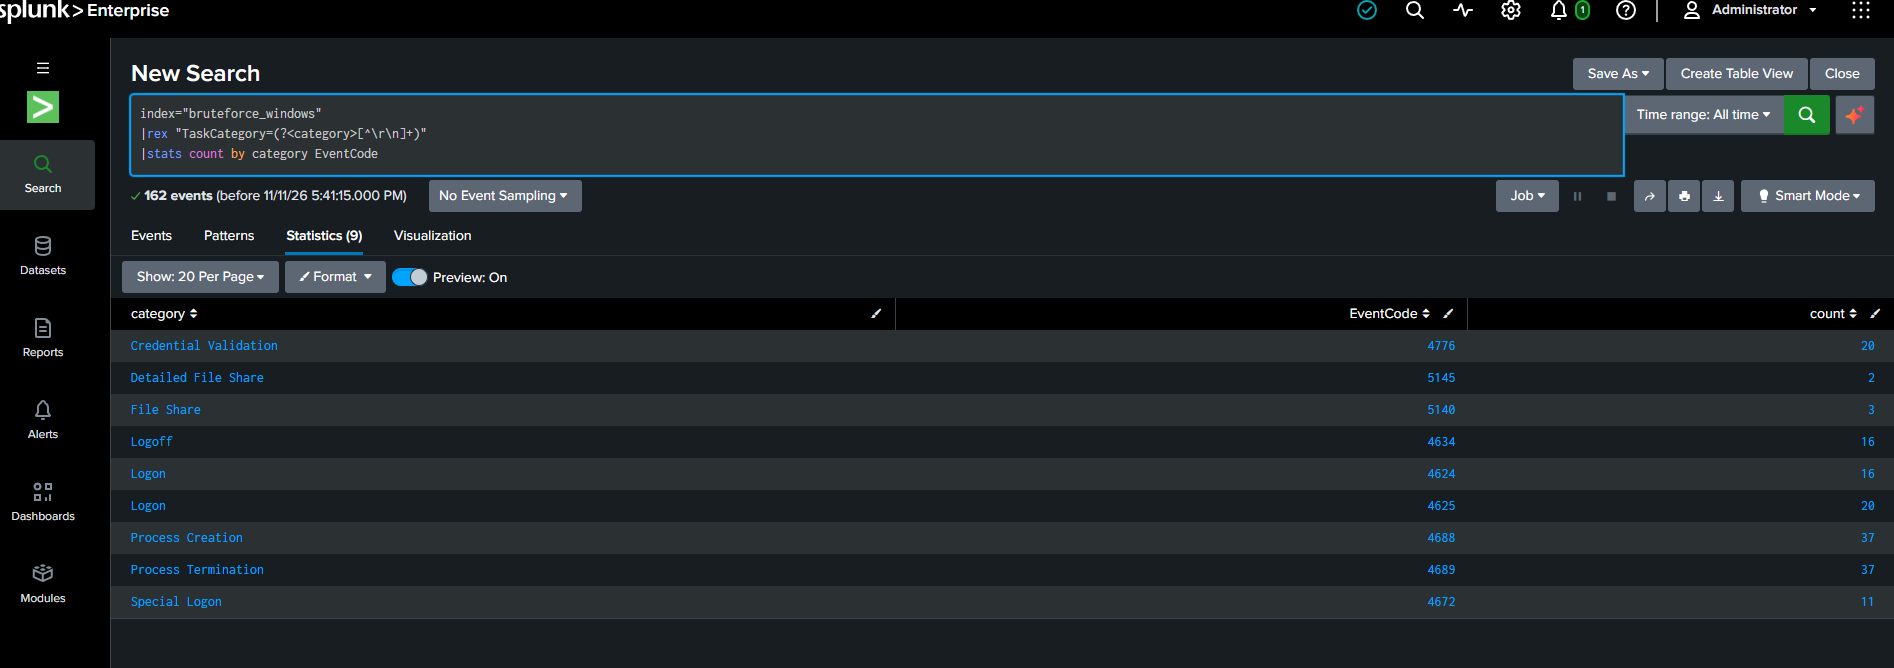 splunk> Enterprise
1
Administrator
New Search
Save As
Create Table View
Close
index="bruteforce_windows"
|rex "TaskCategory=(?<category>[^\r\n]+)"
|stats count by category EventCode
Time range: All time
162 events (before 11/11/26 5:41:15.000 PM)
No Event Sampling
Job
Smart Mode
Search
Datasets
Reports
Alerts
Dashboards
Modules
Events
Patterns
Statistics (9)
Visualization
Show: 20 Per Page
Format
Preview: On
category EventCode count
Credential Validation 4776 20
Detailed File Share 5145 2
File Share 5140 3
Logoff 4634 16
Logon 4624 16
Logon 4625 20
Process Creation 4688 37
Process Termination 4689 37
Special Logon 4672 11